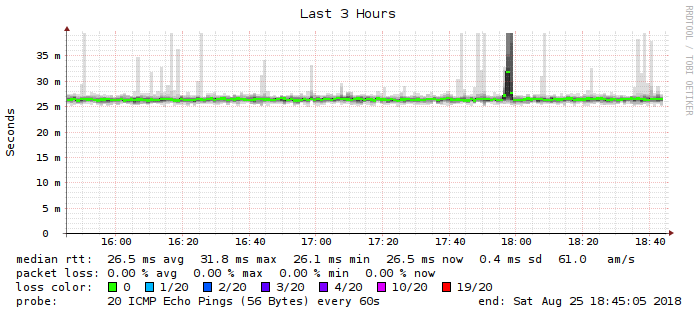 Last 3 Hours
RRDTOOL / TOBI OETIKER
Seconds
35 m
30 m
25 m
20 m
15 m
10 m
5 m
0
16:00 16:20 16:40 17:00 17:20 17:40 18:00 18:20 18:40
median rtt: 26.5 ms avg 31.8 ms max 26.1 ms min 26.5 ms now 0.4 ms sd 61.0 am/s
packet loss: 0.00 % avg 0.00 % max 0.00 % min 0.00 % now
loss color: 0 1/20 2/20 3/20 4/20 10/20 19/20
probe: 20 ICMP Echo Pings (56 Bytes) every 60s end: Sat Aug 25 18:45:05 2018